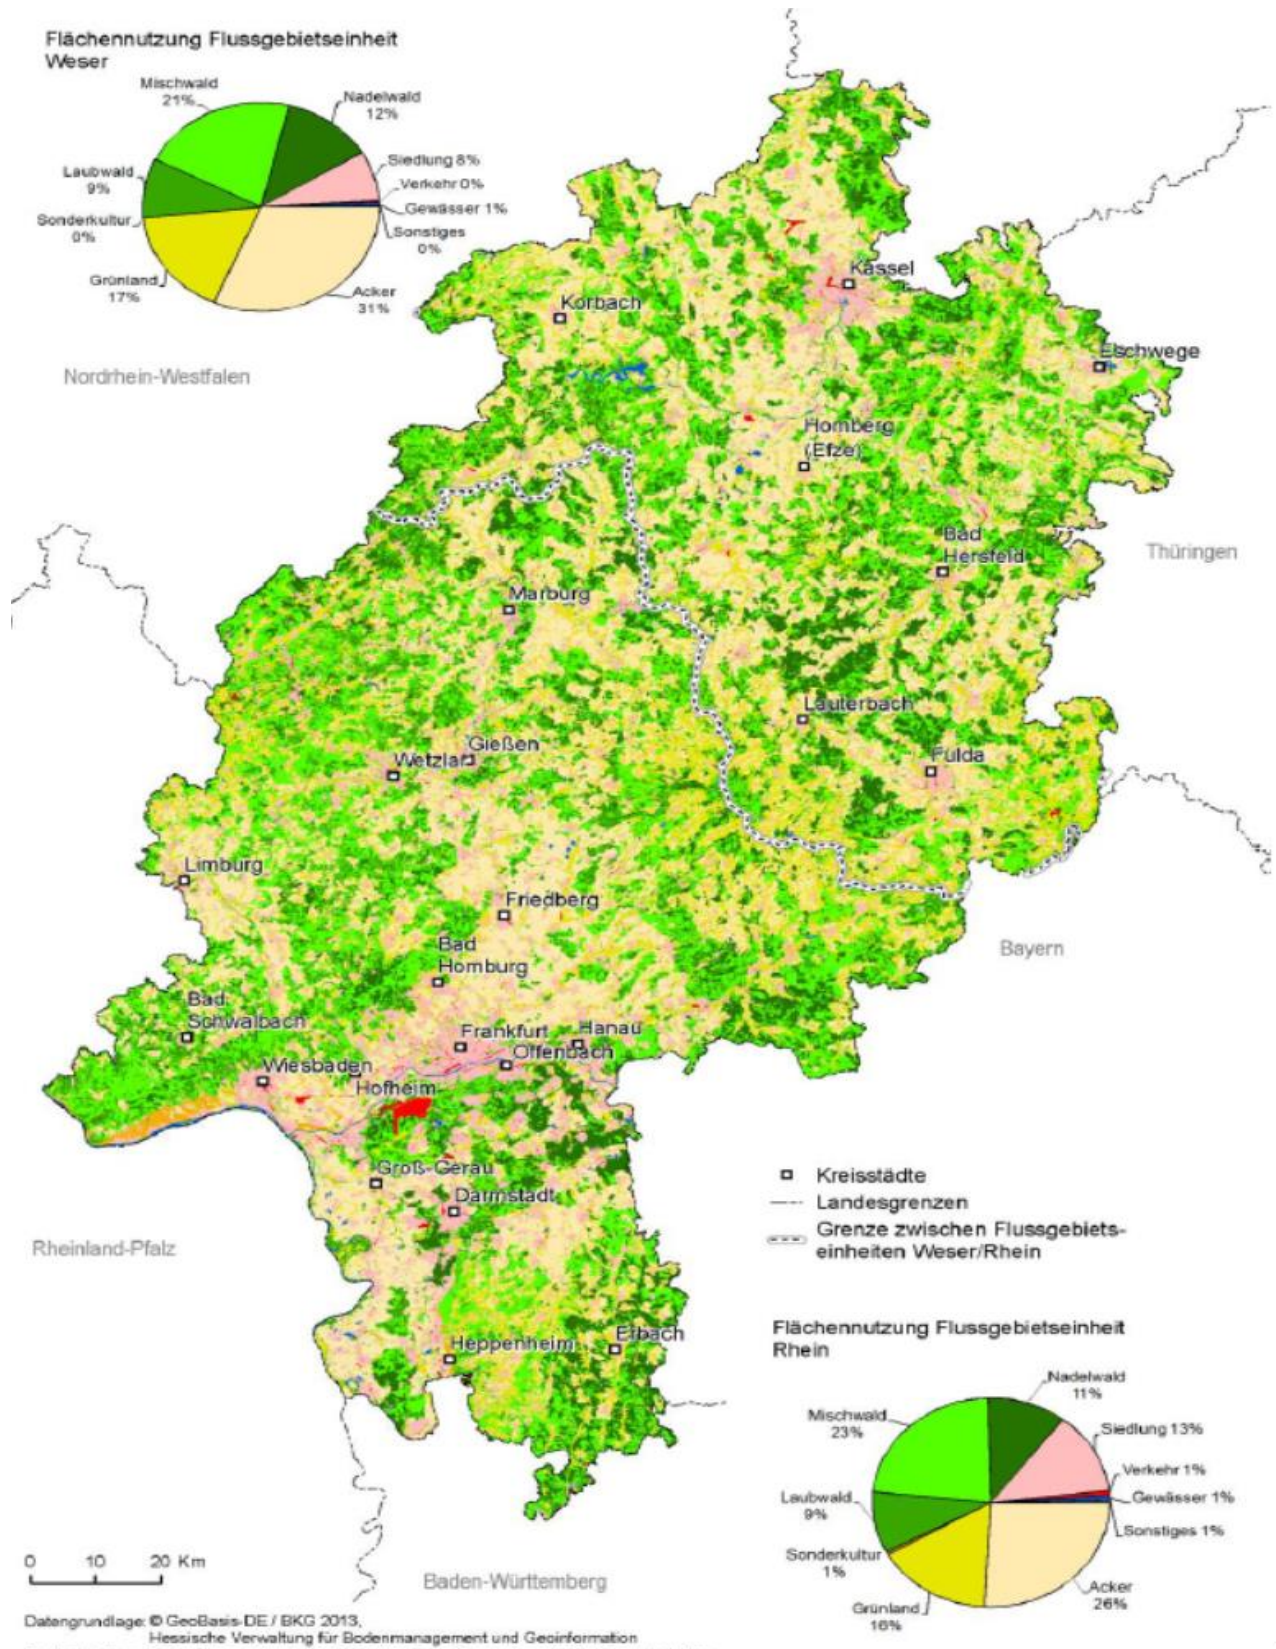 Flächennutzung Flussgebietseinheit
Weser
Mischwald
21%
Nadelwald
12%
Siedlung 8%
Laubwald
9%
Verkehr 0%
Gewässer 1%
Sonderkultur
0%
Sonstiges
0%
Grünland
17%
Acker
31%
Nordrhein-Westfalen
Kassel
Korbach
Eschwege
Homberg
(Efze)
Bad
Hersfeld
Thüringen
Marburg
Lauterbach
Gießen
Wetzlar
Fulda
Limburg
Friedberg
Bayern
Bad
Homburg
Bad
Schwalbach
Frankfurt
Hanau
Offenbach
Wiesbaden
Hofheim
Groß-Gerau
Darmstadt
Kreisstädte
Landesgrenzen
Grenze zwischen Flussgebiets-
einheiten Weser/Rhein
Rheinland-Pfalz
Heppenheim
Erbach
Flächennutzung Flussgebietseinheit
Rhein
Nadelwald
11%
Mischwald
23%
Siedlung 13%
Verkehr 1%
Laubwald
9%
Gewässer 1%
Sonstiges 1%
Sonderkultur
1%
Acker
26%
Grünland
16%
0 10 20 Km
Baden-Württemberg
Datengrundlage: © GeoBasis-DE / BKG 2013,
Hessische Verwaltung für Bodenmanagement und Geoinformation